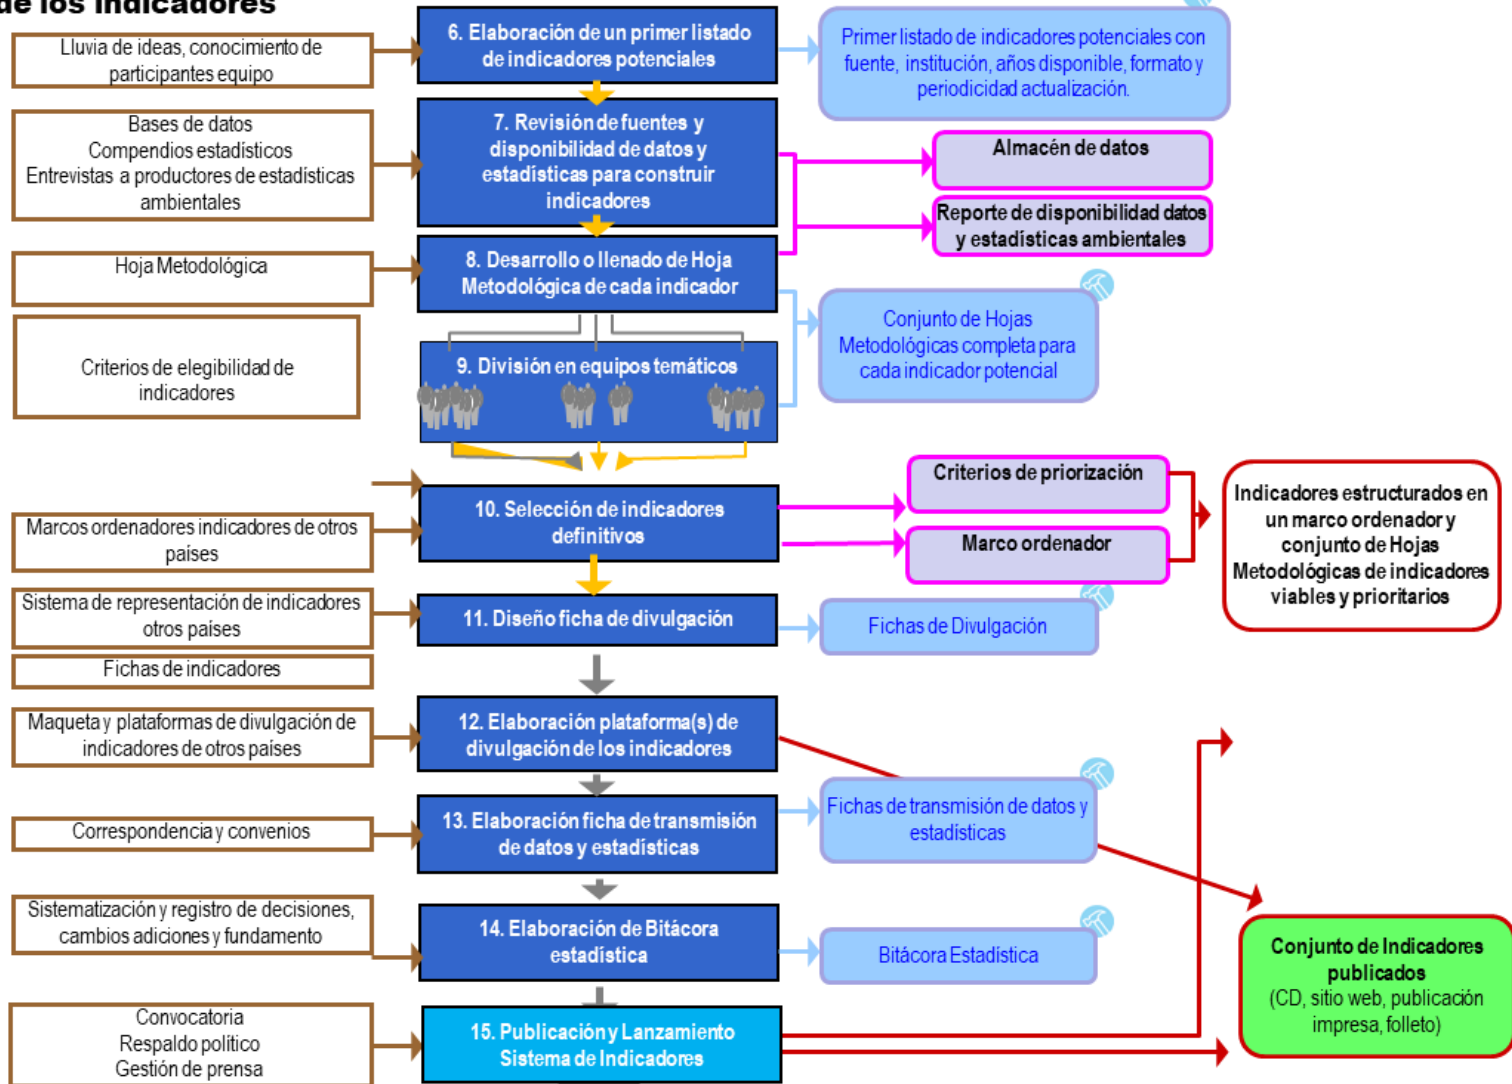 de los Indicadores
Lluvia de ideas, conocimiento de
participantes equipo
6. Elaboración de un primer listado
de indicadores potenciales
Primer listado de indicadores potenciales con
fuente, institución, años disponible, formato y
periodicidad actualización.
Bases de datos
Compendios estadísticos
Entrevistas a productores de estadísticas
ambientales
7. Revisión de fuentes y
disponibilidad de datos y
estadísticas para construir
indicadores
Almacén de datos
Reporte de disponibilidad datos
y estadísticas ambientales
Hoja Metodológica
8. Desarrollo o llenado de Hoja
Metodológica de cada indicador
Conjunto de Hojas
Metodológicas completa para
cada indicador potencial
Criterios de elegibilidad de
indicadores
9. División en equipos temáticos
Marcos ordenadores indicadores de otros
países
10. Selección de indicadores
definitivos
Criterios de priorización
Marco ordenador
Indicadores estructurados en
un marco ordenador y
conjunto de Hojas
Metodológicas de indicadores
viables y prioritarios
Sistema de representación de indicadores
otros países
Fichas de indicadores
11. Diseño ficha de divulgación
Fichas de Divulgación
Maqueta y plataformas de divulgación de
indicadores de otros países
12. Elaboración plataforma(s) de
divulgación de los indicadores
Correspondencia y convenios
13. Elaboración ficha de transmisión
de datos y estadísticas
Fichas de transmisión de datos y
estadísticas
Sistematización y registro de decisiones,
cambios adiciones y fundamento
14. Elaboración de Bitácora
estadística
Bitácora Estadística
Conjunto de Indicadores
publicados
(CD, sitio web, publicación
impresa, folleto)
Convocatoria
Respaldo político
Gestión de prensa
15. Publicación y Lanzamiento
Sistema de Indicadores